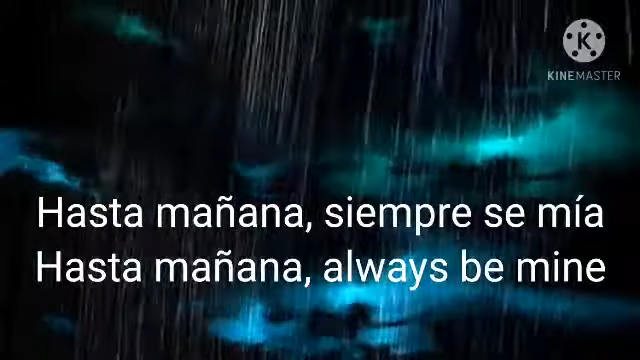 KINEMASTER
Hasta mañana, siempre se mía
Hasta mañana, always be mine